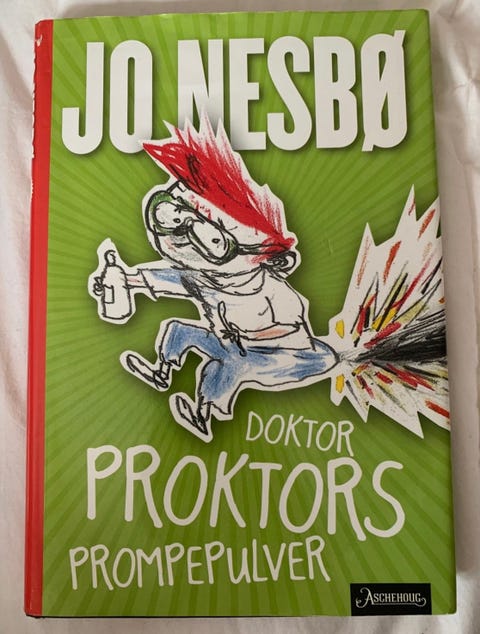 JO NESBØ
DOKTOR
PROKTORS
PROMPEPULVER
ASCHEHOUG